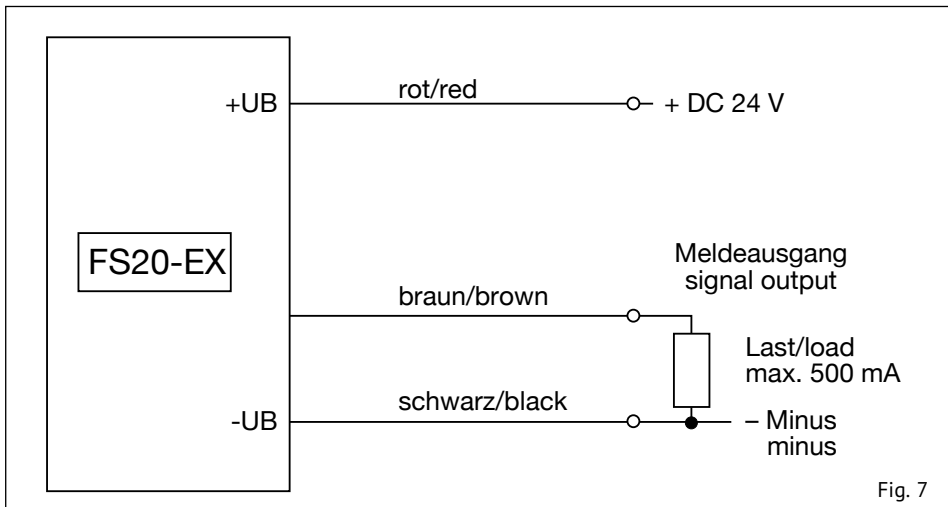 rot/red
+UB
+ DC 24 V
FS20-EX
Meldeausgang
signal output
braun/brown
Last/load
max. 500 mA
schwarz/black
-UB
– Minus
minus
Fig. 7